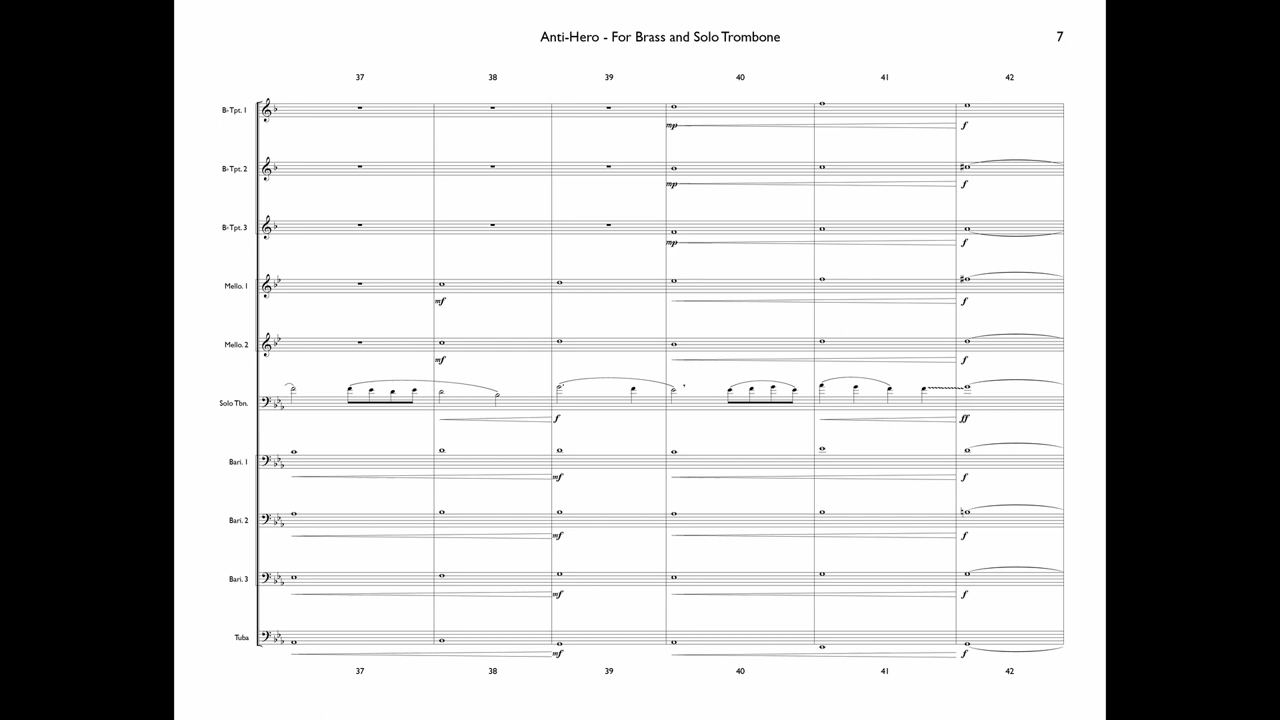 Anti-Hero - For Brass and Solo Trombone 7
37 38 39 40 41 42
B♭ Tpt. 1
mp f
B♭ Tpt. 2
mp f
B♭ Tpt. 3
mp f
Mello. 1
mf f
Mello. 2
mf f
Solo Tbn.
f ff
Bari. 1
mf f
Bari. 2
mf f
Bari. 3
mf f
Tuba
mf f
37 38 39 40 41 42